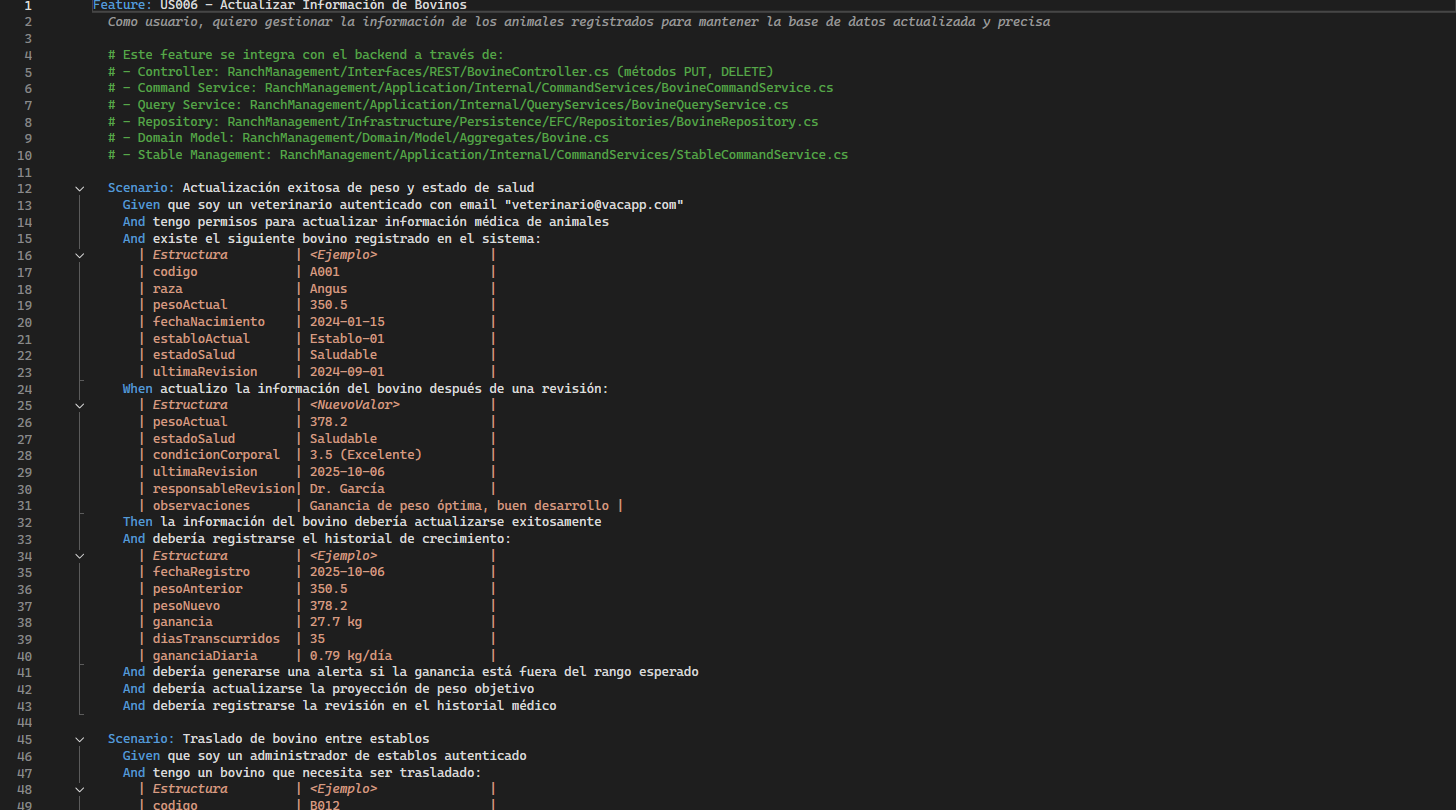 1 Feature: US006 - Actualizar Información de Bovinos
2 Como usuario, quiero gestionar la información de los animales registrados para mantener la base de datos actualizada y precisa
3
4 # Este feature se integra con el backend a través de:
5 # - Controller: RanchManagement/Interfaces/REST/BovineController.cs (métodos PUT, DELETE)
6 # - Command Service: RanchManagement/Application/Internal/CommandServices/BovineCommandService.cs
7 # - Query Service: RanchManagement/Application/Internal/QueryServices/BovineQueryService.cs
8 # - Repository: RanchManagement/Infrastructure/Persistence/EFC/Repositories/BovineRepository.cs
9 # - Domain Model: RanchManagement/Domain/Model/Aggregates/Bovine.cs
10 # - Stable Management: RanchManagement/Application/Internal/CommandServices/StableCommandService.cs
11
12 Scenario: Actualización exitosa de peso y estado de salud
13 Given que soy un veterinario autenticado con email "veterinario@vacapp.com"
14 And tengo permisos para actualizar información médica de animales
15 And existe el siguiente bovino registrado en el sistema:
16 | Estructura | <Ejemplo> |
17 | codigo | A001 |
18 | raza | Angus |
19 | pesoActual | 350.5 |
20 | fechaNacimiento | 2024-01-15 |
21 | establoActual | Establo-01 |
22 | estadoSalud | Saludable |
23 | ultimaRevision | 2024-09-01 |
24 When actualizo la información del bovino después de una revisión:
25 | Estructura | <NuevoValor> |
26 | pesoActual | 378.2 |
27 | estadoSalud | Saludable |
28 | condicionCorporal | 3.5 (Excelente) |
29 | ultimaRevision | 2025-10-06 |
30 | responsableRevision| Dr. García |
31 | observaciones | Ganancia de peso óptima, buen desarrollo |
32 Then la información del bovino debería actualizarse exitosamente
33 And debería registrarse el historial de crecimiento:
34 | Estructura | <Ejemplo> |
35 | fechaRegistro | 2025-10-06 |
36 | pesoAnterior | 350.5 |
37 | pesoNuevo | 378.2 |
38 | ganancia | 27.7 kg |
39 | diasTranscurridos | 35 |
40 | gananciaDiaria | 0.79 kg/día |
41 And debería generarse una alerta si la ganancia está fuera del rango esperado
42 And debería actualizarse la proyección de peso objetivo
43 And debería registrarse la revisión en el historial médico
44
45 Scenario: Traslado de bovino entre establos
46 Given que soy un administrador de establos autenticado
47 And tengo un bovino que necesita ser trasladado:
48 | Estructura | <Ejemplo> |
49 | codigo | B012 |